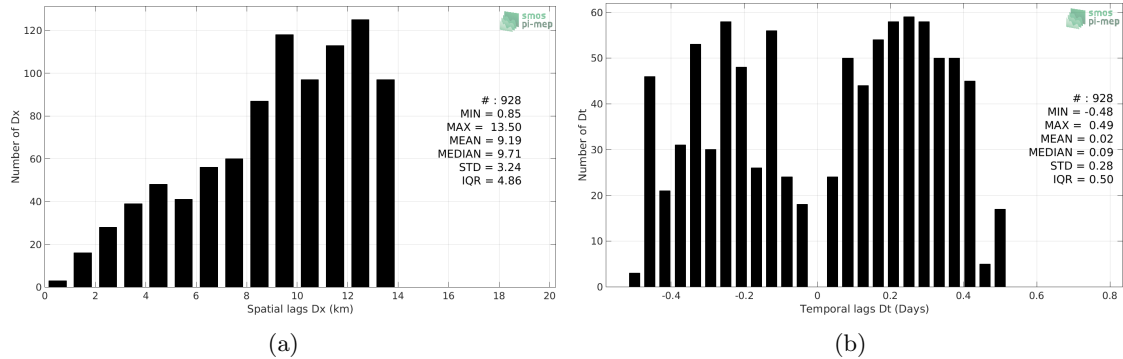 smos
pi-mep
120
100
80
60
40
20
0
Number of Dx
# : 928
MIN = 0.85
MAX = 13.50
MEAN = 9.19
MEDIAN = 9.71
STD = 3.24
IQR = 4.86
0 2 4 6 8 10 12 14 16 18 20
Spatial lags Dx (km)
(a)
smos
pi-mep
60
50
40
30
20
10
0
Number of Dt
# : 928
MIN = -0.48
MAX = 0.49
MEAN = 0.02
MEDIAN = 0.09
STD = 0.28
IQR = 0.50
-0.4 -0.2 0 0.2 0.4 0.6 0.8
Temporal lags Dt (Days)
(b)